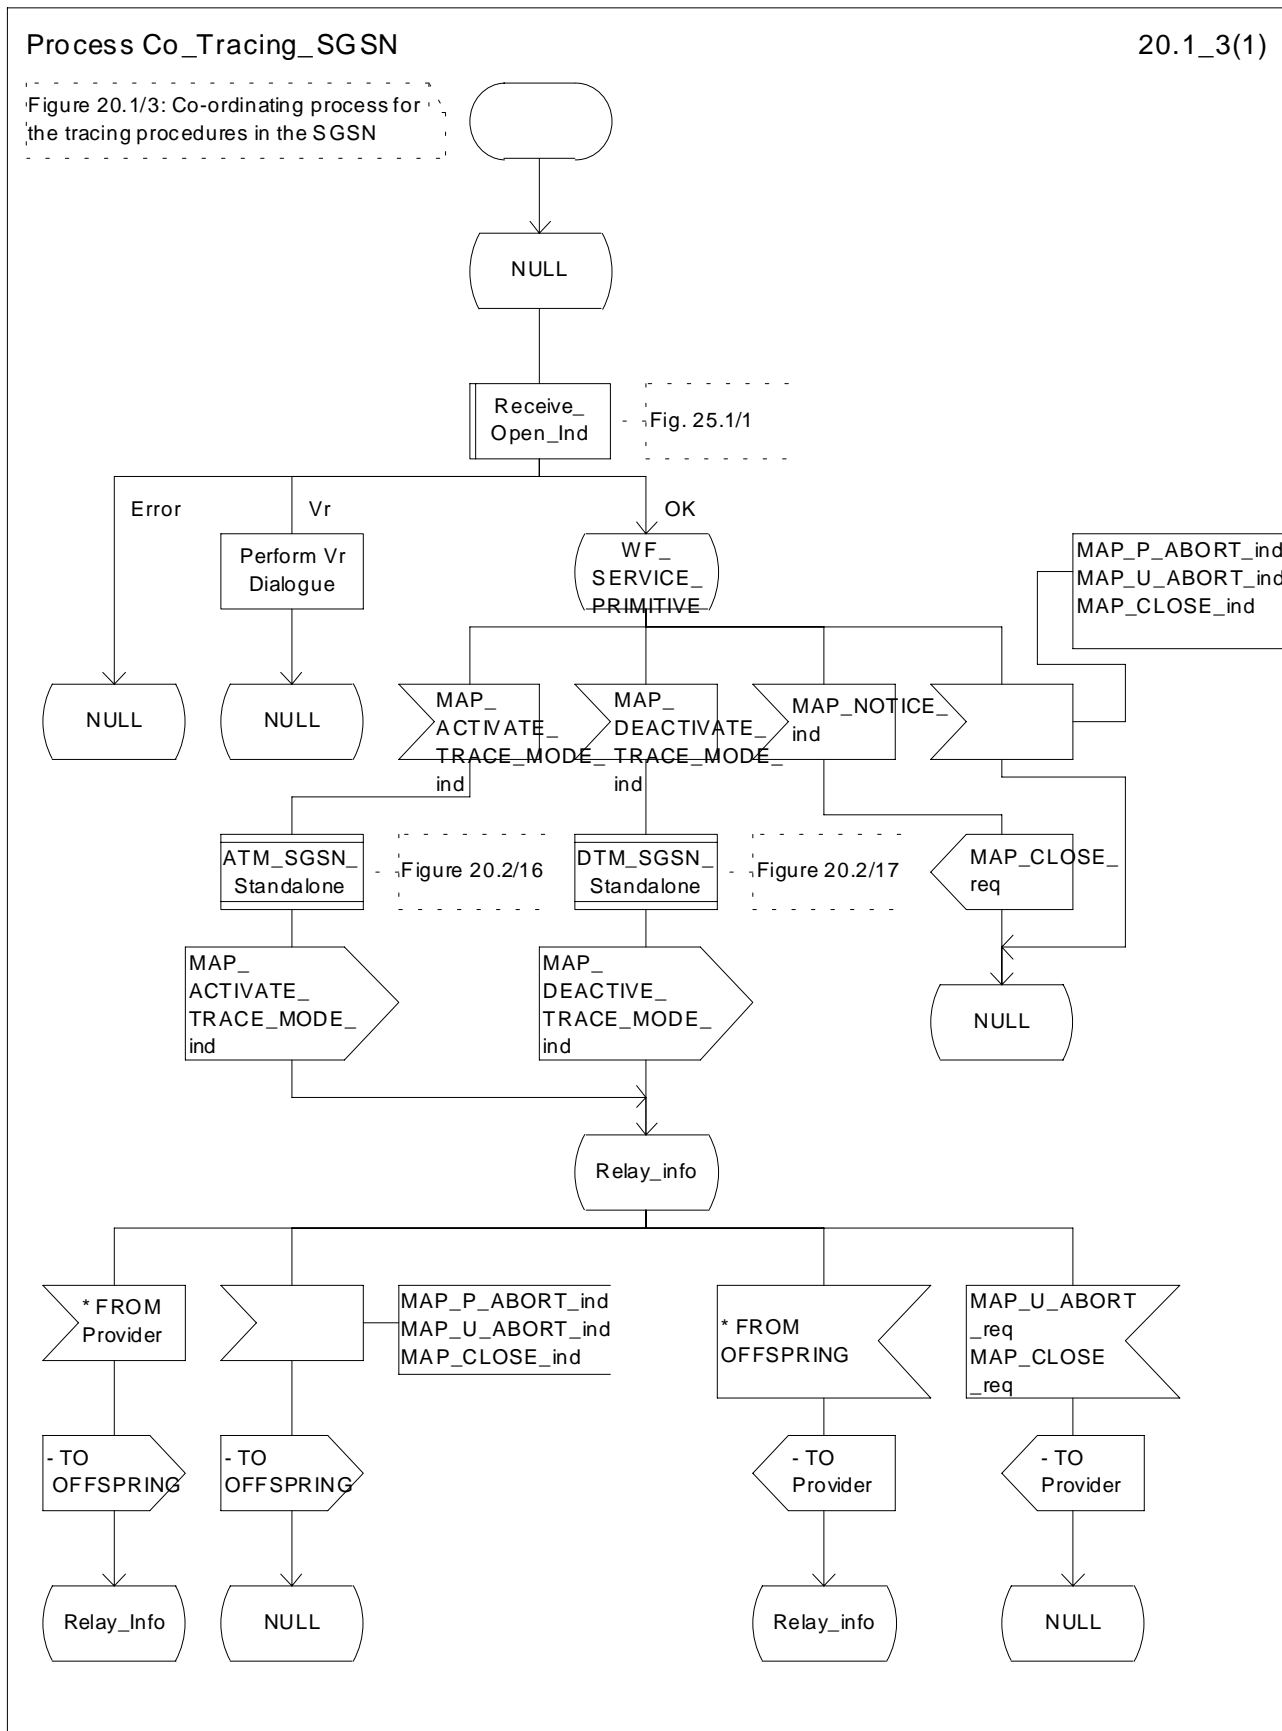 Process Co_Tracing_SGSN
20.1_3(1)
Figure 20.1/3: Co-ordinating process for
the tracing procedures in the SGSN
NULL
Receive_
Open_Ind
Fig. 25.1/1
Error
Vr
OK
Perform Vr
Dialogue
WF_
SERVICE_
PRIMITIVE
MAP_P_ABORT_ind
MAP_U_ABORT_ind
MAP_CLOSE_ind
NULL
NULL
MAP_
ACTIVATE_
TRACE_MODE_
ind
MAP_
DEACTIVATE_
TRACE_MODE_
ind
MAP_NOTICE_
ind
ATM_SGSN_
Standalone
Figure 20.2/16
DTM_SGSN_
Standalone
Figure 20.2/17
MAP_CLOSE_
req
MAP_
ACTIVATE_
TRACE_MODE_
ind
MAP_
DEACTIVE_
TRACE_MODE_
ind
NULL
Relay_info
* FROM
Provider
MAP_P_ABORT_ind
MAP_U_ABORT_ind
MAP_CLOSE_ind
* FROM
OFFSPRING
MAP_U_ABORT
_req
MAP_CLOSE
_req
- TO
OFFSPRING
- TO
OFFSPRING
- TO
Provider
- TO
Provider
Relay_Info
NULL
Relay_info
NULL